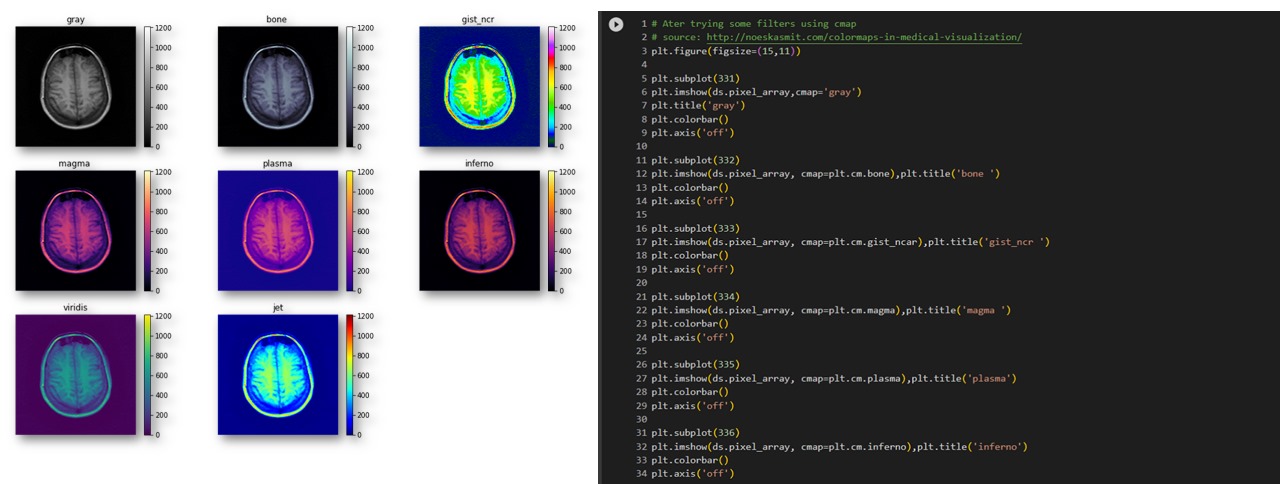 gray
1200
1000
800
600
400
200
0
bone
1200
1000
800
600
400
200
0
gist_ncr
1200
1000
800
600
400
200
0
magma
1200
1000
800
600
400
200
0
plasma
1200
1000
800
600
400
200
0
inferno
1200
1000
800
600
400
200
0
viridis
1200
1000
800
600
400
200
0
jet
1200
1000
800
600
400
200
0
1 # Ater trying some filters using cmap
2 # source: http://noeskasmit.com/colormaps-in-medical-visualization/
3 plt.figure(figsize=(15,11))
4
5 plt.subplot(331)
6 plt.imshow(ds.pixel_array,cmap='gray')
7 plt.title('gray')
8 plt.colorbar()
9 plt.axis('off')
10
11 plt.subplot(332)
12 plt.imshow(ds.pixel_array, cmap=plt.cm.bone),plt.title('bone ')
13 plt.colorbar()
14 plt.axis('off')
15
16 plt.subplot(333)
17 plt.imshow(ds.pixel_array, cmap=plt.cm.gist_ncar),plt.title('gist_ncr ')
18 plt.colorbar()
19 plt.axis('off')
20
21 plt.subplot(334)
22 plt.imshow(ds.pixel_array, cmap=plt.cm.magma),plt.title('magma ')
23 plt.colorbar()
24 plt.axis('off')
25
26 plt.subplot(335)
27 plt.imshow(ds.pixel_array, cmap=plt.cm.plasma),plt.title('plasma')
28 plt.colorbar()
29 plt.axis('off')
30
31 plt.subplot(336)
32 plt.imshow(ds.pixel_array, cmap=plt.cm.inferno),plt.title('inferno')
33 plt.colorbar()
34 plt.axis('off')